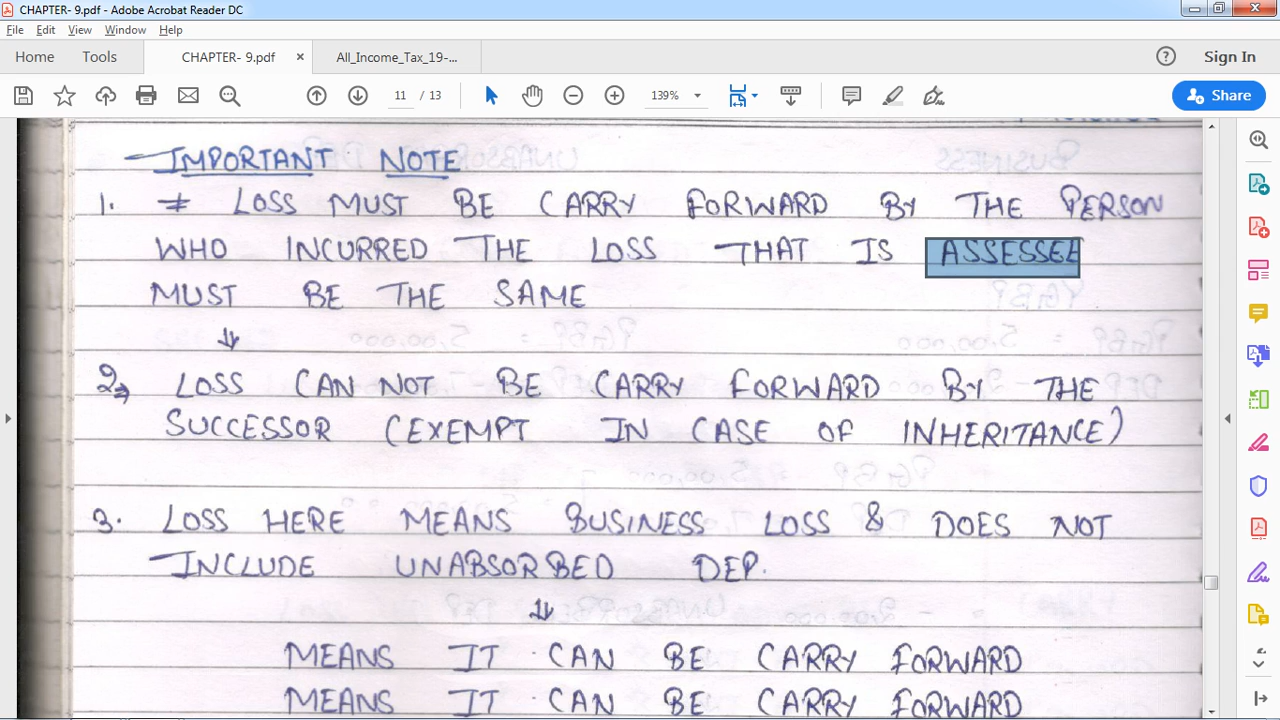 CHAPTER- 9.pdf - Adobe Acrobat Reader DC
File Edit View Window Help
Home Tools CHAPTER- 9.pdf × All_Income_Tax_19-... Sign In
11 / 13 139% Share
IMPORTANT NOTE
1. ≠ LOSS MUST BE CARRY FORWARD BY THE PERSON
WHO INCURRED THE LOSS THAT IS ASSESSEE
MUST BE THE SAME
↓
2⇒ LOSS CAN NOT BE CARRY FORWARD BY THE
SUCCESSOR (EXEMPT IN CASE OF INHERITANCE)
3. LOSS HERE MEANS BUSINESS LOSS & DOES NOT
INCLUDE UNABSORBED DEP.
⇓
MEANS IT CAN BE CARRY FORWARD
MEANS IT CAN BE CARRY FORWARD